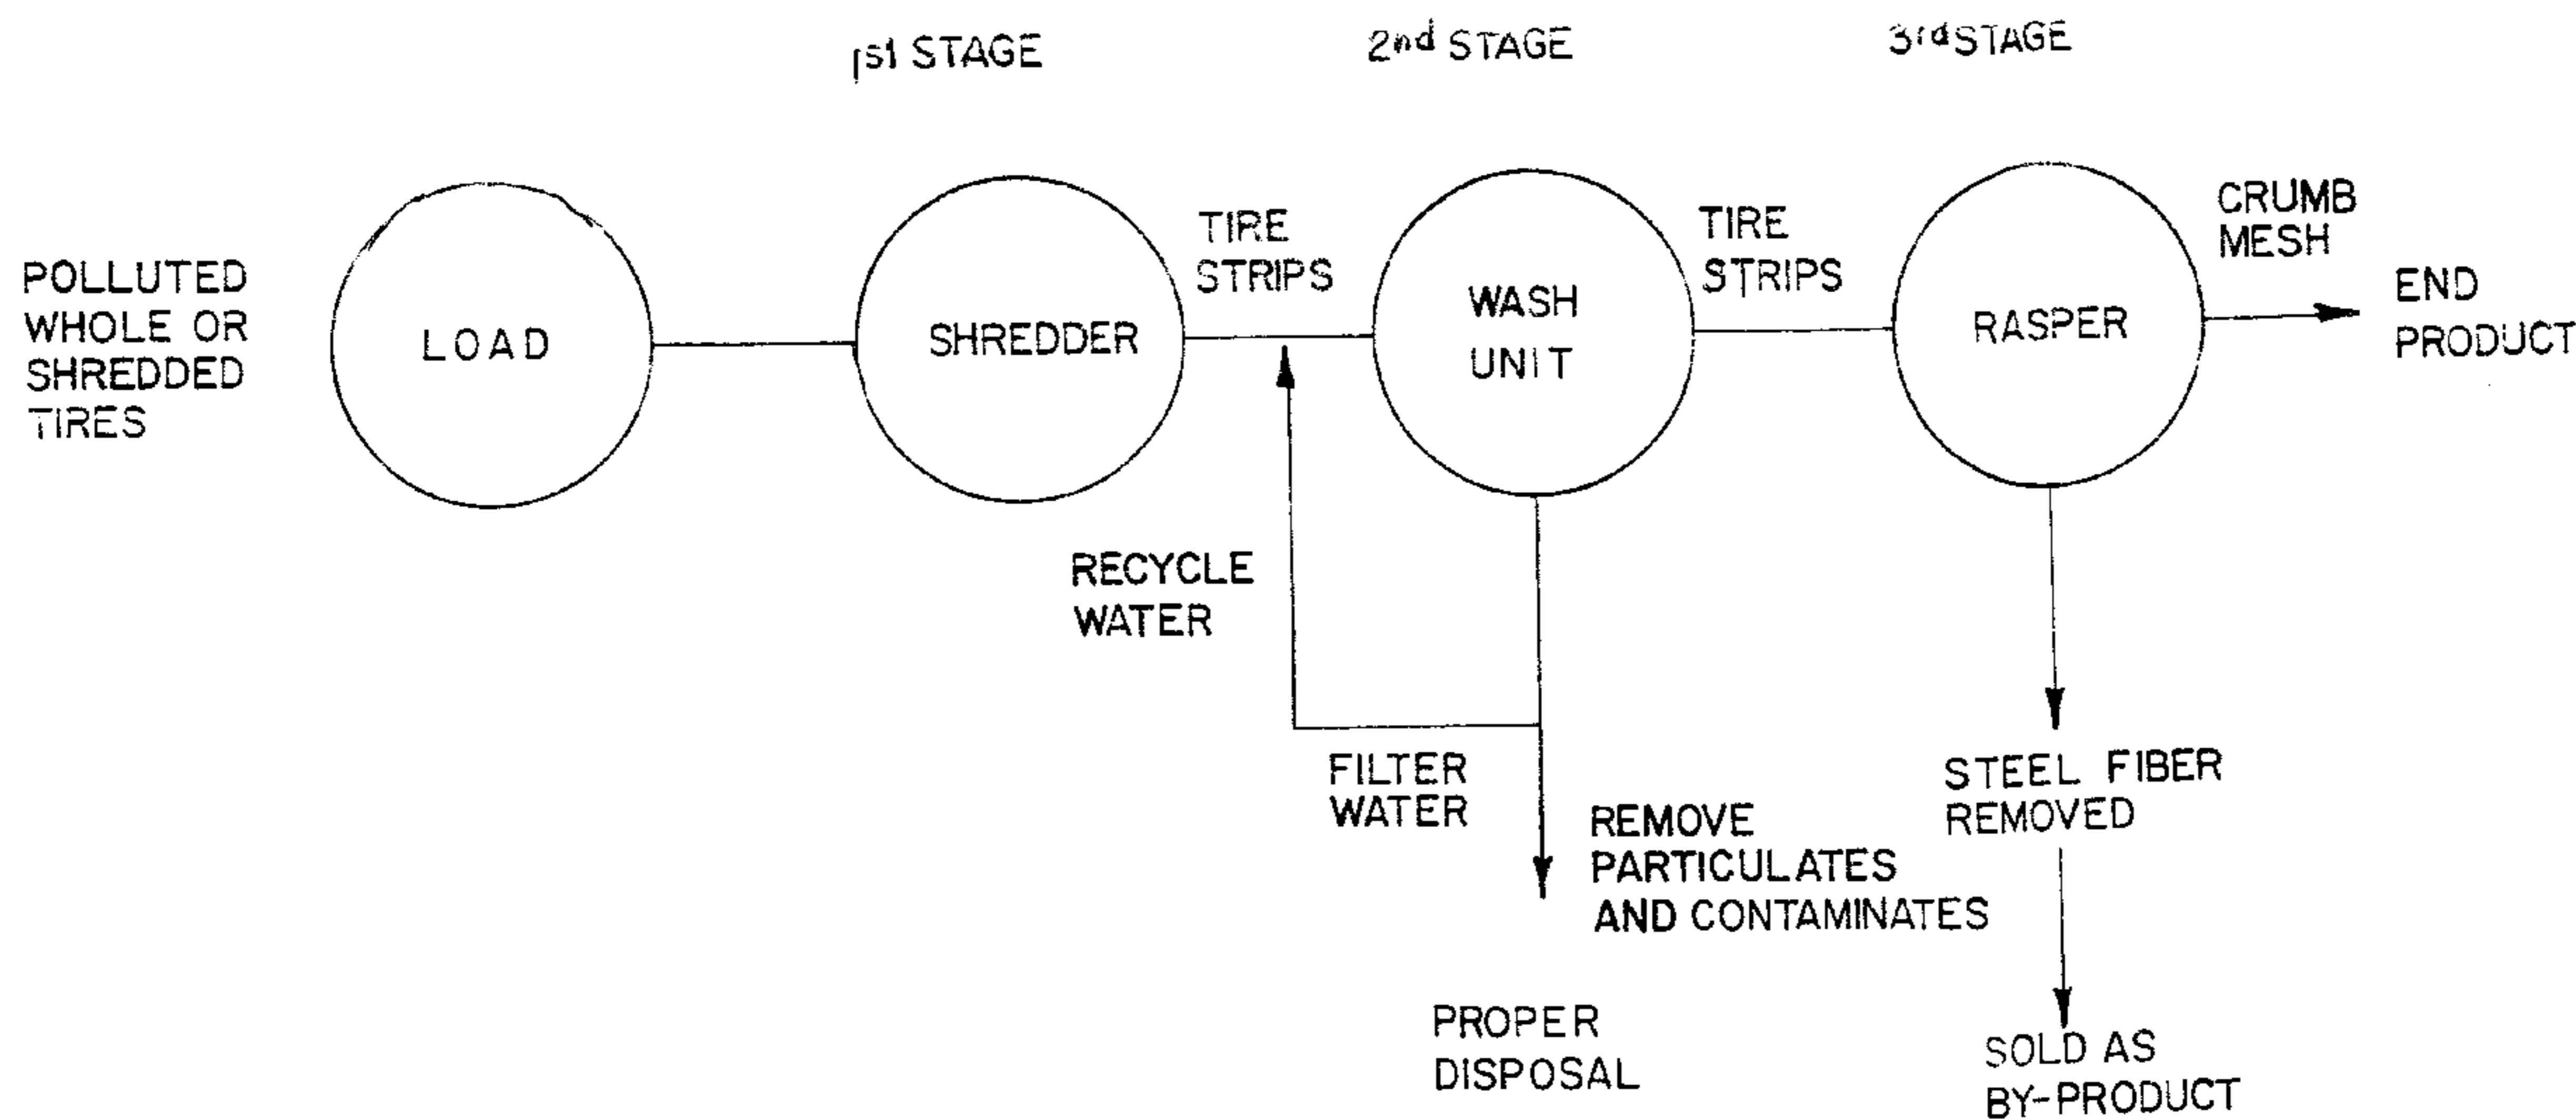 1st STAGE
2nd STAGE
3rd STAGE
POLLUTED
WHOLE OR
SHREDDED
TIRES
LOAD
SHREDDER
TIRE
STRIPS
WASH
UNIT
TIRE
STRIPS
RASPER
CRUMB
MESH
END
PRODUCT
RECYCLE
WATER
FILTER
WATER
REMOVE
PARTICULATES
AND CONTAMINATES
PROPER
DISPOSAL
STEEL FIBER
REMOVED
SOLD AS
BY-PRODUCT